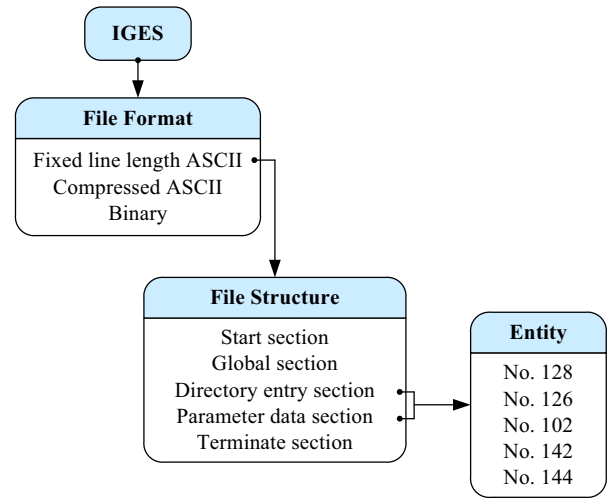 IGES
File Format
Fixed line length ASCII
Compressed ASCII
Binary
File Structure
Start section
Global section
Directory entry section
Parameter data section
Terminate section
Entity
No. 128
No. 126
No. 102
No. 142
No. 144